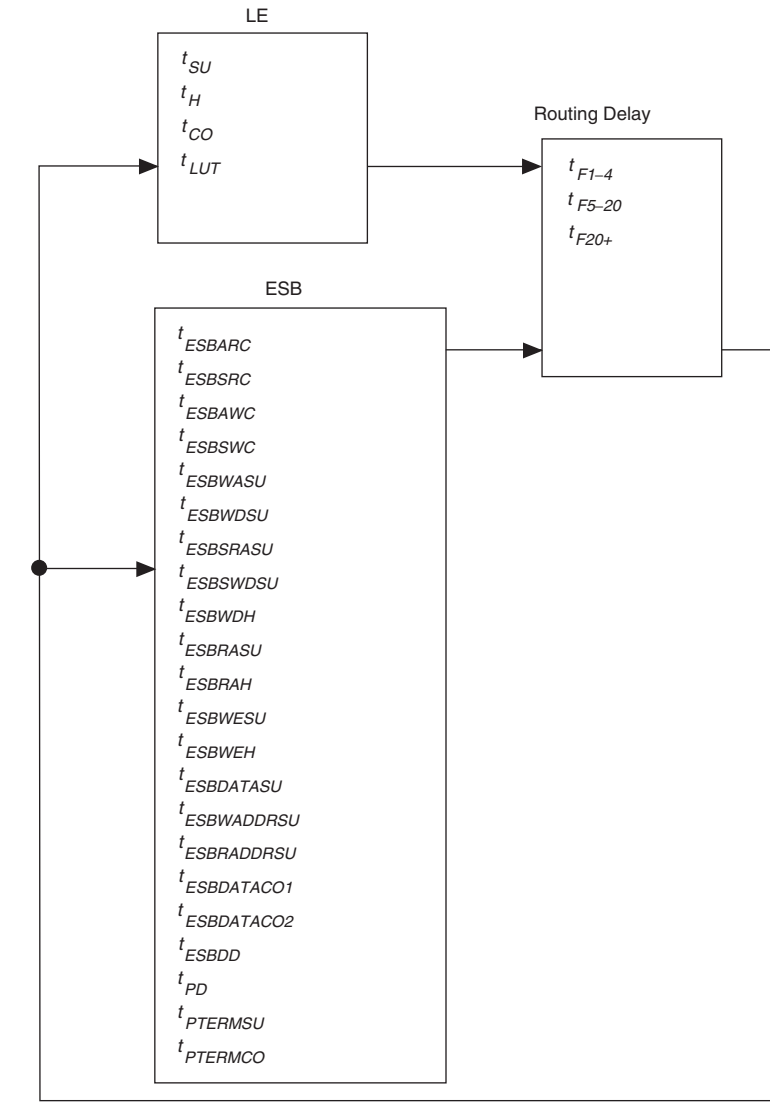 LE
tSU
tH
tCO
tLUT
Routing Delay
tF1–4
tF5–20
tF20+
ESB
tESBARC
tESBSRC
tESBAWC
tESBSWC
tESBWASU
tESBWDSU
tESBSRASU
tESBSWDSU
tESBWDH
tESBRASU
tESBRAH
tESBWESU
tESBWEH
tESBDATASU
tESBWADDRSU
tESBRADDRSU
tESBDATACO1
tESBDATACO2
tESBDD
tPD
tPTERMSU
tPTERMCO